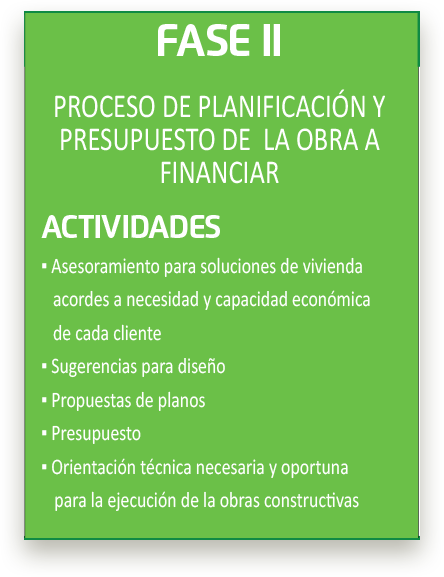 FASE II
PROCESO DE PLANIFICACIÓN Y
PRESUPUESTO DE LA OBRA A
FINANCIAR
ACTIVIDADES
▪ Asesoramiento para soluciones de vivienda
acordes a necesidad y capacidad económica
de cada cliente
▪ Sugerencias para diseño
▪ Propuestas de planos
▪ Presupuesto
▪ Orientación técnica necesaria y oportuna
para la ejecución de la obras constructivas